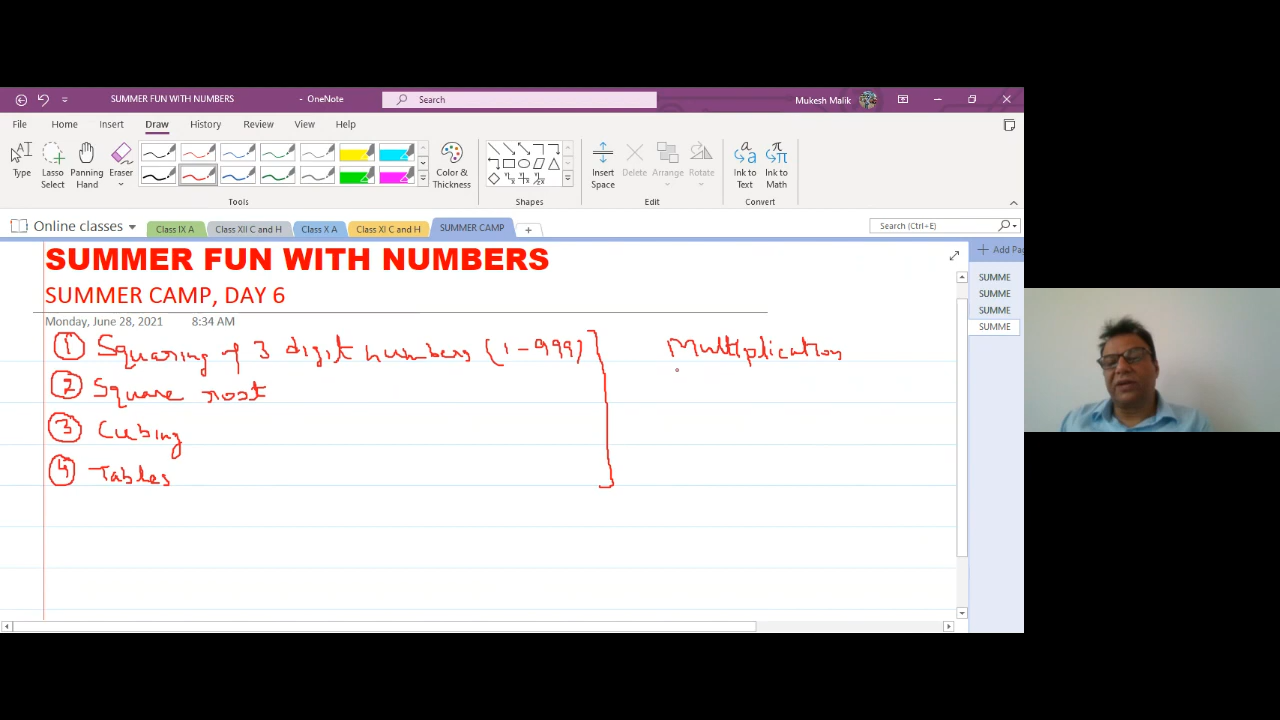 SUMMER FUN WITH NUMBERS - OneNote Search Mukesh Malik
File Home Insert Draw History Review View Help
Type Lasso Select Panning Hand Eraser Color & Thickness Insert Space Delete Arrange Rotate Ink to Text Ink to Math
Tools Shapes Edit Convert
Online classes Class IX A Class XII C and H Class X A Class XI C and H SUMMER CAMP + Search (Ctrl+E)
SUMMER FUN WITH NUMBERS
Add Pag
SUMMER CAMP, DAY 6
SUMME
SUMME
SUMME
SUMME
Monday, June 28, 2021 8:34 AM
1 Squaring of 3 digit numbers (1-999) Multiplication
2 Square root
3 Cubing
4 Tables